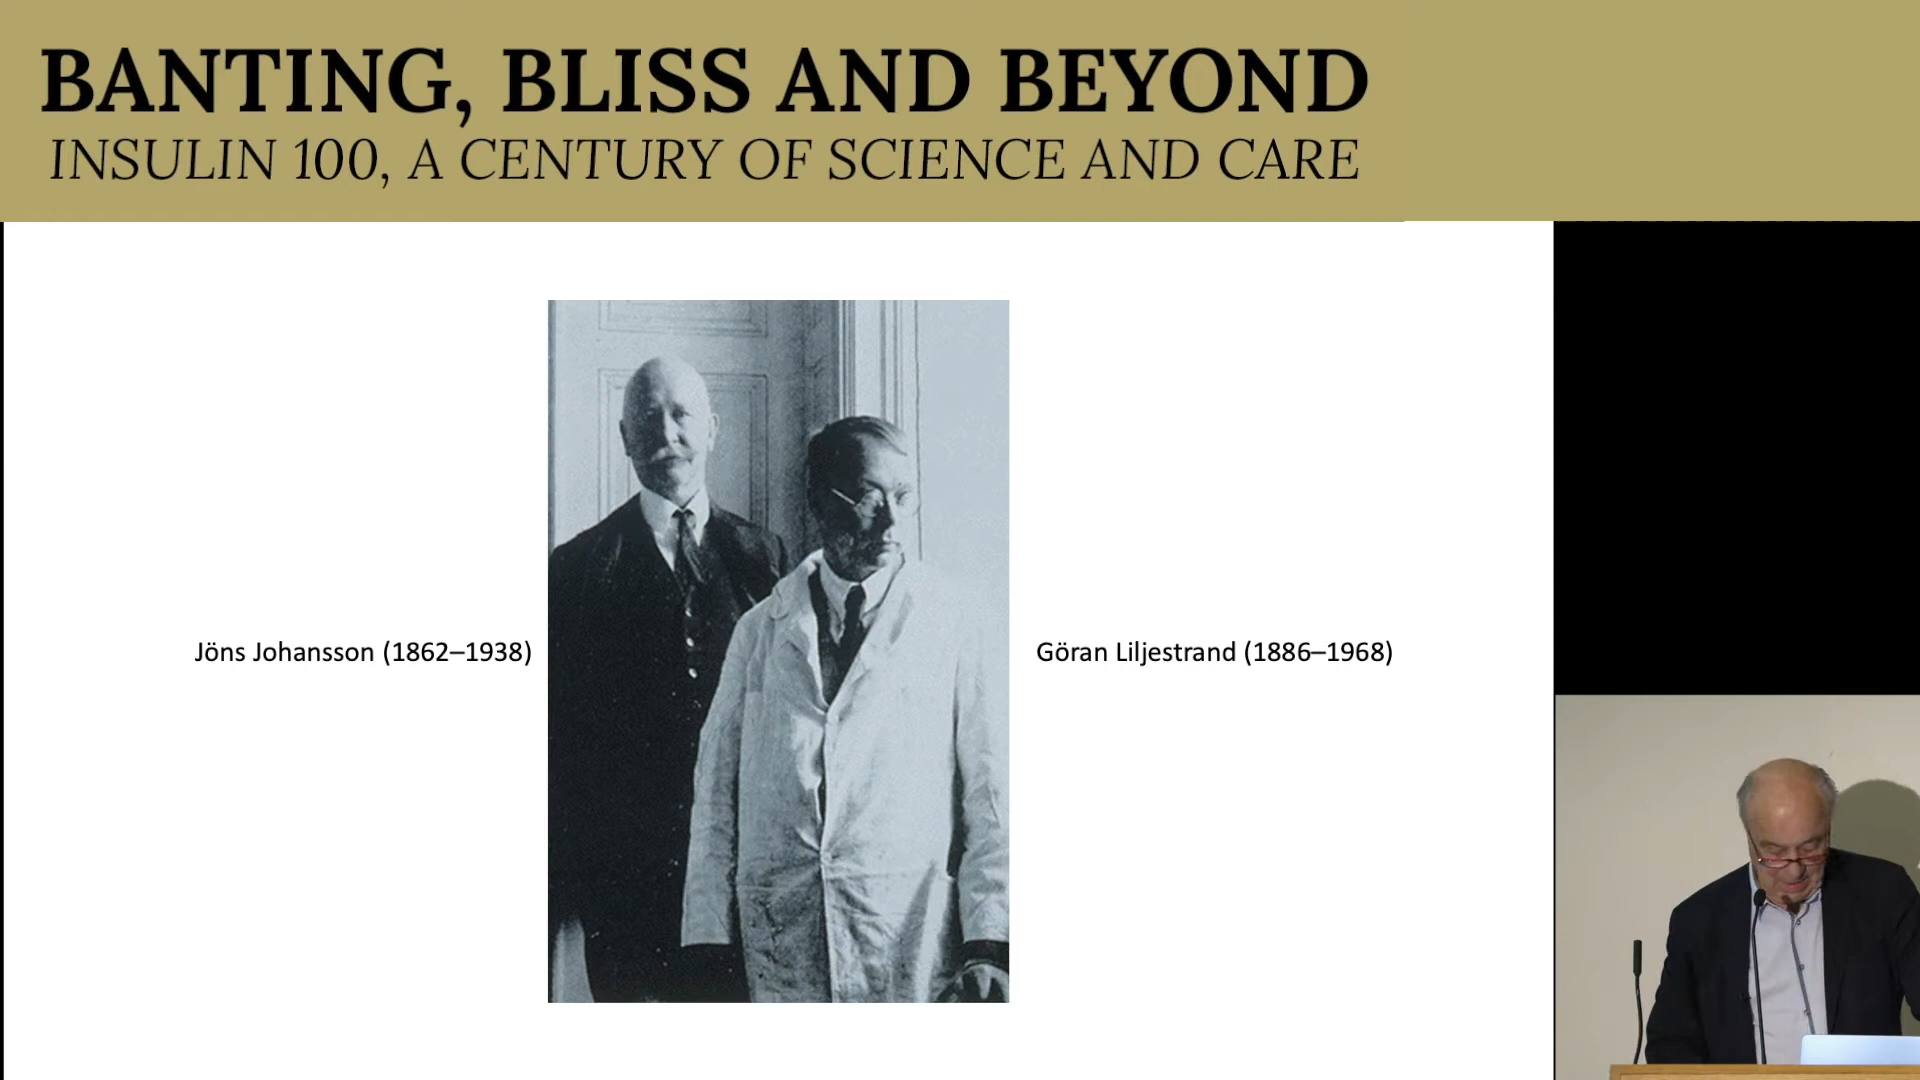 BANTING, BLISS AND BEYOND
INSULIN 100, A CENTURY OF SCIENCE AND CARE
Jöns Johansson (1862–1938)
Göran Liljestrand (1886–1968)